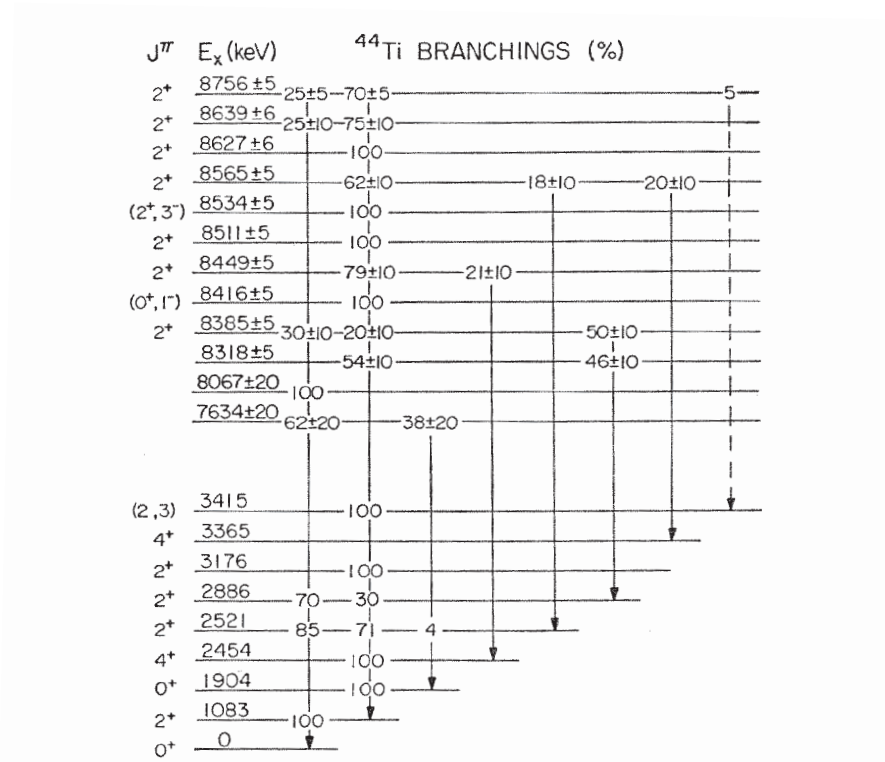 Jπ Ex(keV) 44Ti BRANCHINGS (%)
2+ 8756±5 25±5 70±5 5
2+ 8639±6 25±10 75±10
2+ 8627±6 100
2+ 8565±5 62±10 18±10 20±10
(2+,3-) 8534±5 100
2+ 8511±5 100
2+ 8449±5 79±10 21±10
(0+,1-) 8416±5 100
2+ 8385±5 30±10 20±10 50±10
8318±5 54±10 46±10
8067±20 100
7634±20 62±20 38±20
(2,3) 3415 100
4+ 3365
2+ 3176 100
2+ 2886 70 30
2+ 2521 85 71 4
4+ 2454 100
0+ 1904 100
2+ 1083 100
0+ 0